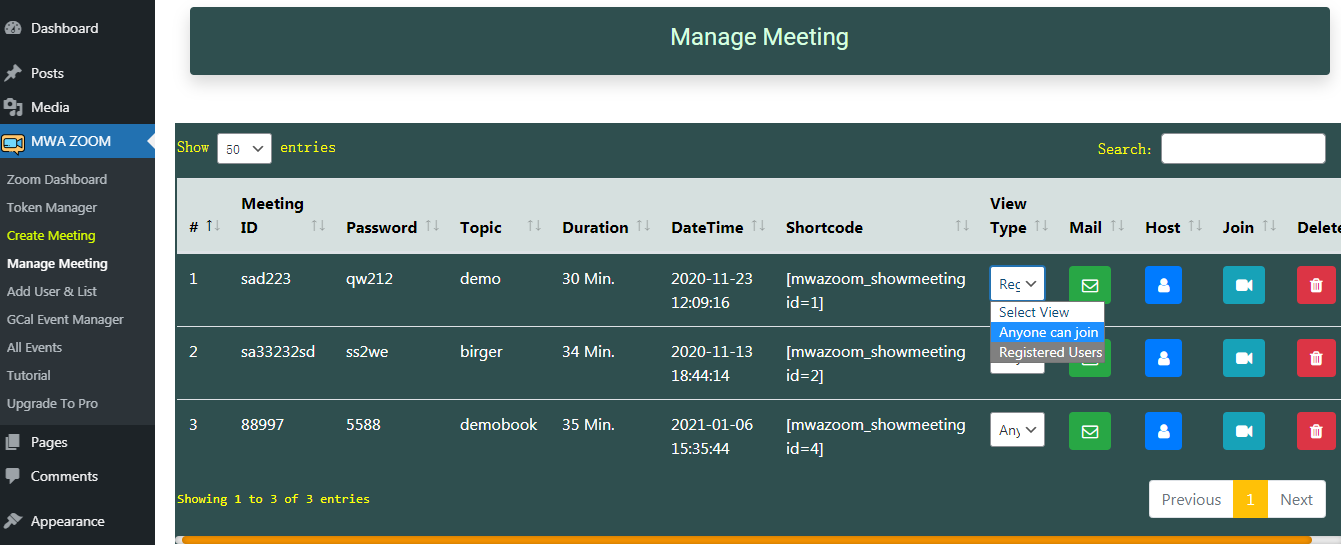 Dashboard
Posts
Media
MWA ZOOM
Zoom Dashboard
Token Manager
Create Meeting
Manage Meeting
Add User & List
GCal Event Manager
All Events
Tutorial
Upgrade To Pro
Pages
Comments
Appearance
Manage Meeting
Show 50 entries
Search:
# Meeting ID Password Topic Duration DateTime Shortcode View Type Mail Host Join Delete
1 sad223 qw212 demo 30 Min. 2020-11-23 [mwazoom_showmeeting Reg
12:09:16 id=1]
Select View
Anyone can join
Registered Users
2 sa33232sd ss2we birger 34 Min. 2020-11-13 [mwazoom_showmeeting
18:44:14 id=2]
3 88997 5588 demobook 35 Min. 2021-01-06 [mwazoom_showmeeting Any
15:35:44 id=4]
Showing 1 to 3 of 3 entries
Previous 1 Next